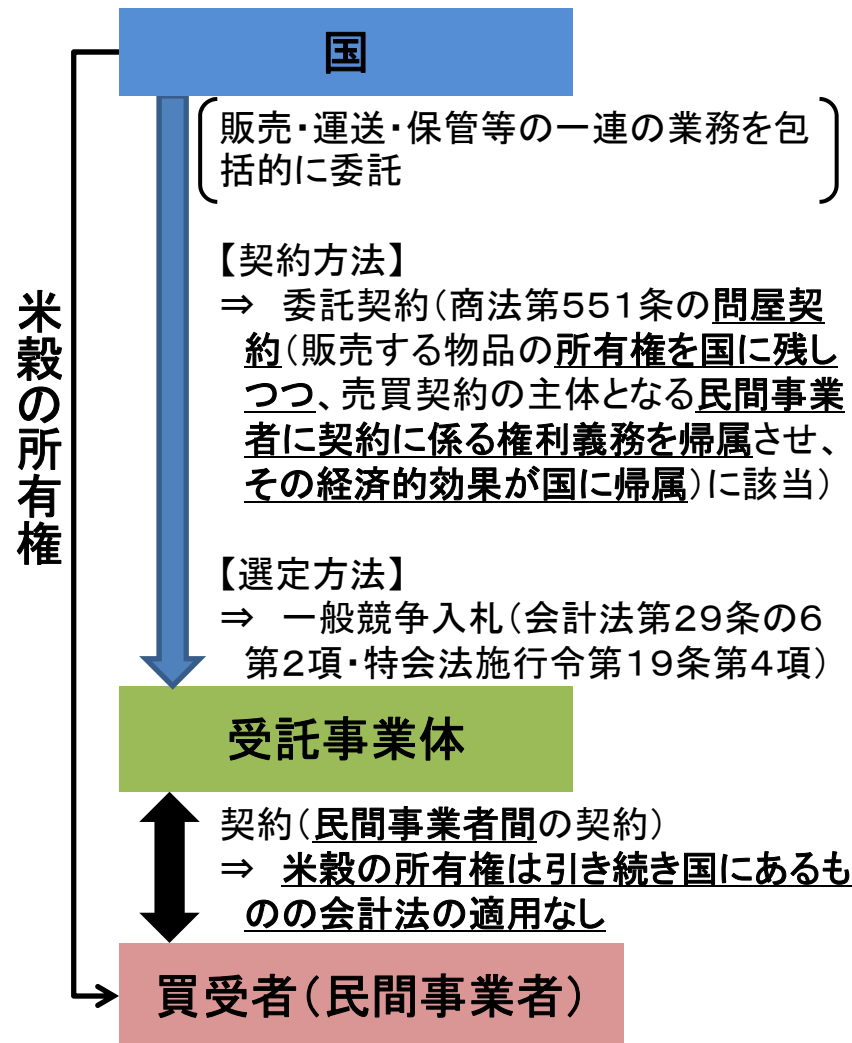 国
販売・運送・保管等の一連の業務を包
括的に委託
【契約方法】
⇒ 委託契約（商法第551条の問屋契
約（販売する物品の所有権を国に残し
つつ、売買契約の主体となる民間事業
者に契約に係る権利義務を帰属させ、
その経済的効果が国に帰属）に該当）
【選定方法】
⇒ 一般競争入札（会計法第29条の6
第2項・特会法施行令第19条第4項）
米穀の所有権
受託事業体
契約（民間事業者間の契約）
⇒ 米穀の所有権は引き続き国にあるも
のの会計法の適用なし
買受者（民間事業者）